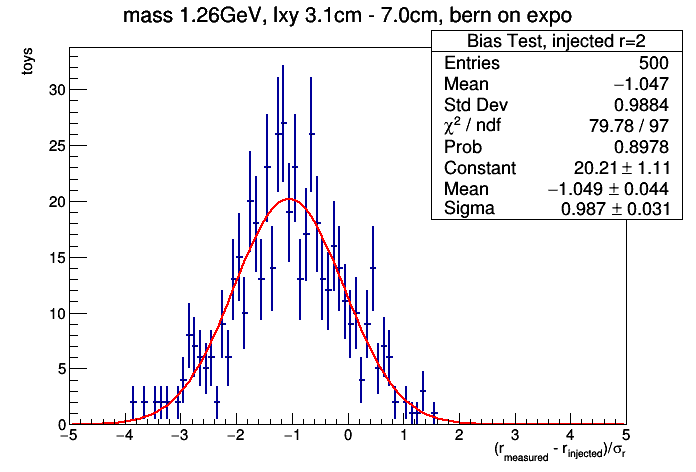 mass 1.26GeV, lxy 3.1cm - 7.0cm, bern on expo
Bias Test, injected r=2
Entries 500
Mean −1.047
Std Dev 0.9884
χ² / ndf 79.78 / 97
Prob 0.8978
Constant 20.21 ± 1.11
Mean −1.049 ± 0.044
Sigma 0.987 ± 0.031
toys
30
25
20
15
10
5
0
−5 −4 −3 −2 −1 0 1 2 3 4 5
(r_measured - r_injected)/σ_r